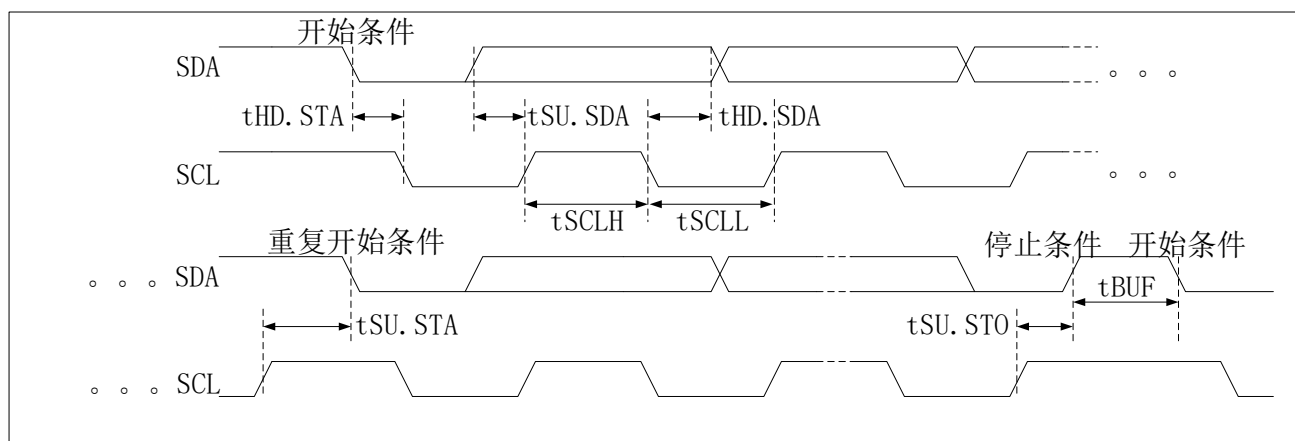 开始条件
SDA 。。。
tHD.STA tSU.SDA tHD.SDA
SCL 。。。
tSCLH tSCLL
重复开始条件 停止条件 开始条件
。。。SDA
tBUF
tSU.STA tSU.STO
。。。SCL